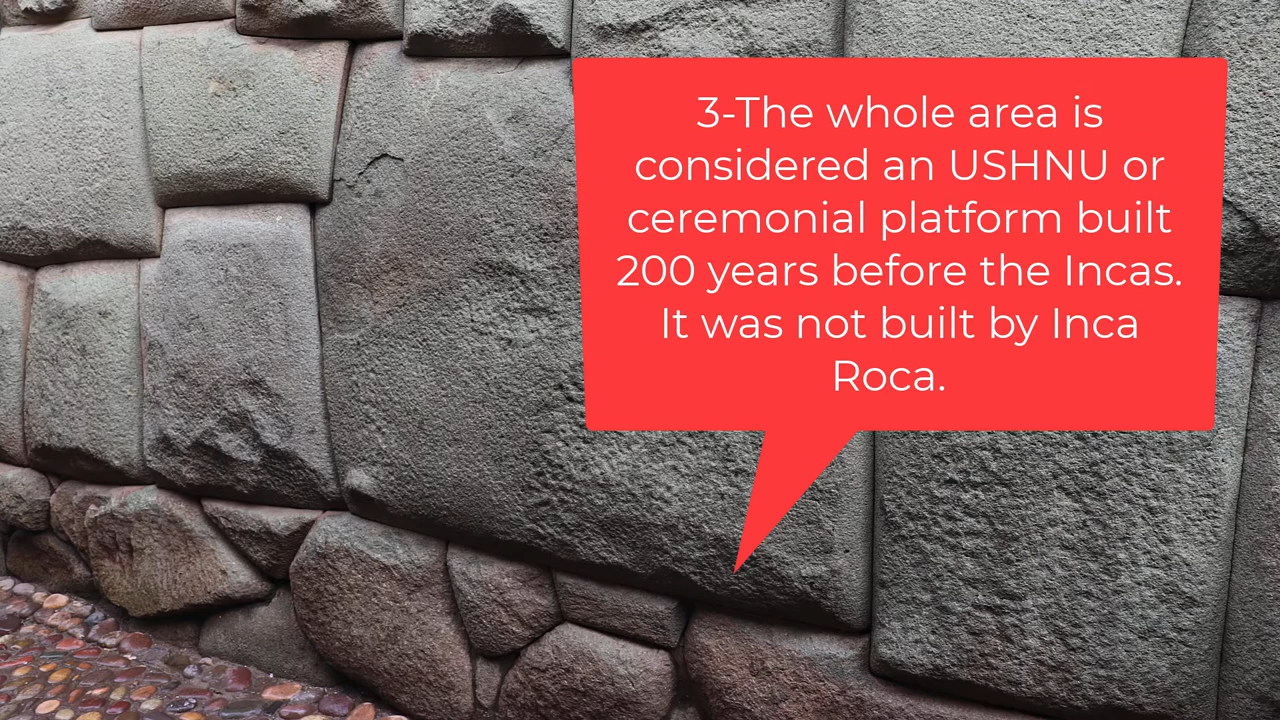 3-The whole area is
considered an USHNU or
ceremonial platform built
200 years before the Incas.
It was not built by Inca
Roca.